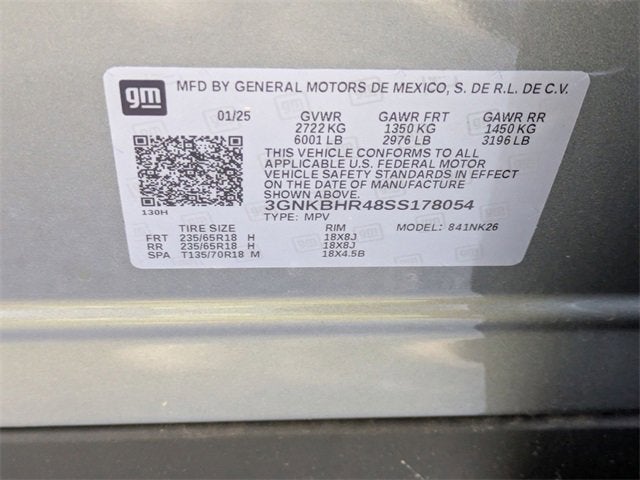 gm
MFD BY GENERAL MOTORS DE MEXICO, S. DE R.L. DE C.V.
01/25 GVWR GAWR FRT GAWR RR
2722 KG 1350 KG 1450 KG
6001 LB 2976 LB 3196 LB
THIS VEHICLE CONFORMS TO ALL
APPLICABLE U.S. FEDERAL MOTOR
VEHICLE SAFETY STANDARDS IN EFFECT
ON THE DATE OF MANUFACTURE
SHOWN ABOVE.
3GNKBHR48SS178054
130H
TYPE: MPV MODEL: 841NK26
TIRE SIZE RIM
FRT 235/65R18 H 18X8J
RR 235/65R18 H 18X8J
SPA T135/70R18 M 18X4.5B